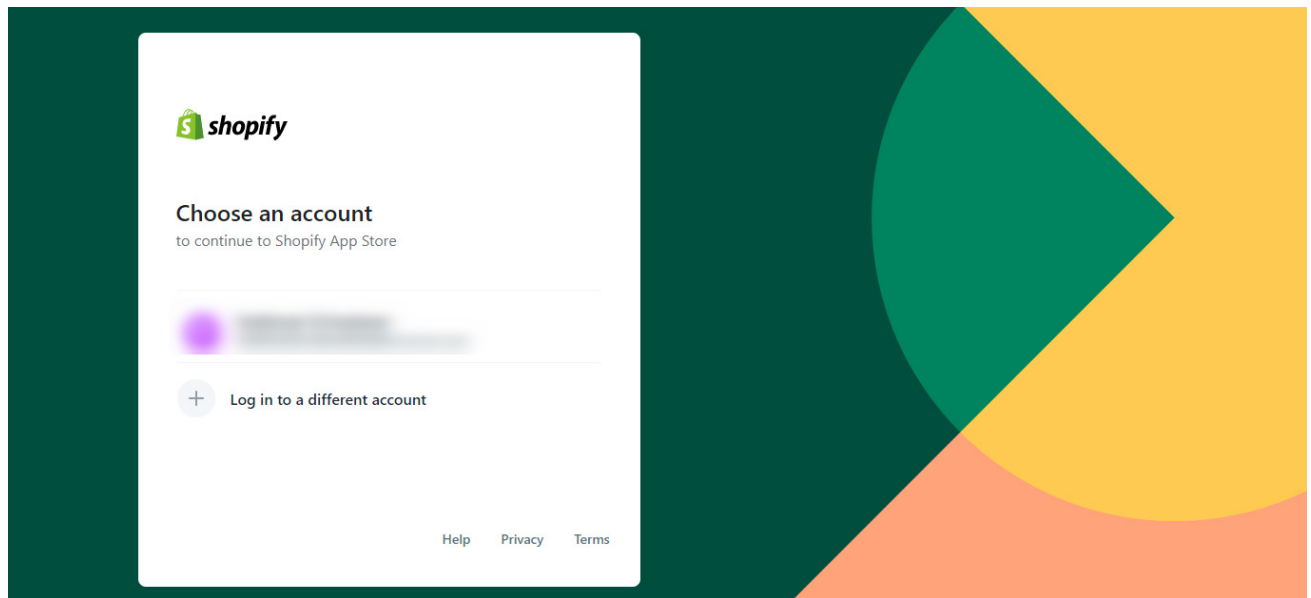 shopify
Choose an account
to continue to Shopify App Store
Log in to a different account
Help Privacy Terms